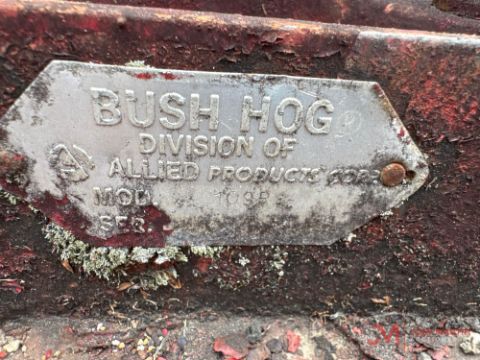 BUSH HOG®
DIVISION OF
ALLIED PRODUCTS CORP.
MOD.
SER.